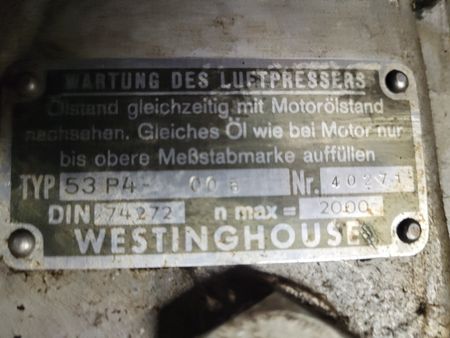 WARTUNG DES LUFTPRESSERS
Ölstand gleichzeitig mit Motorölstand
nachsehen. Gleiches Öl wie bei Motor nur
bis obere Meßstabmarke auffüllen
TYP 53 P4- 00 Nr. 40271
DIN 74272 n max = 2000
WESTINGHOUSE